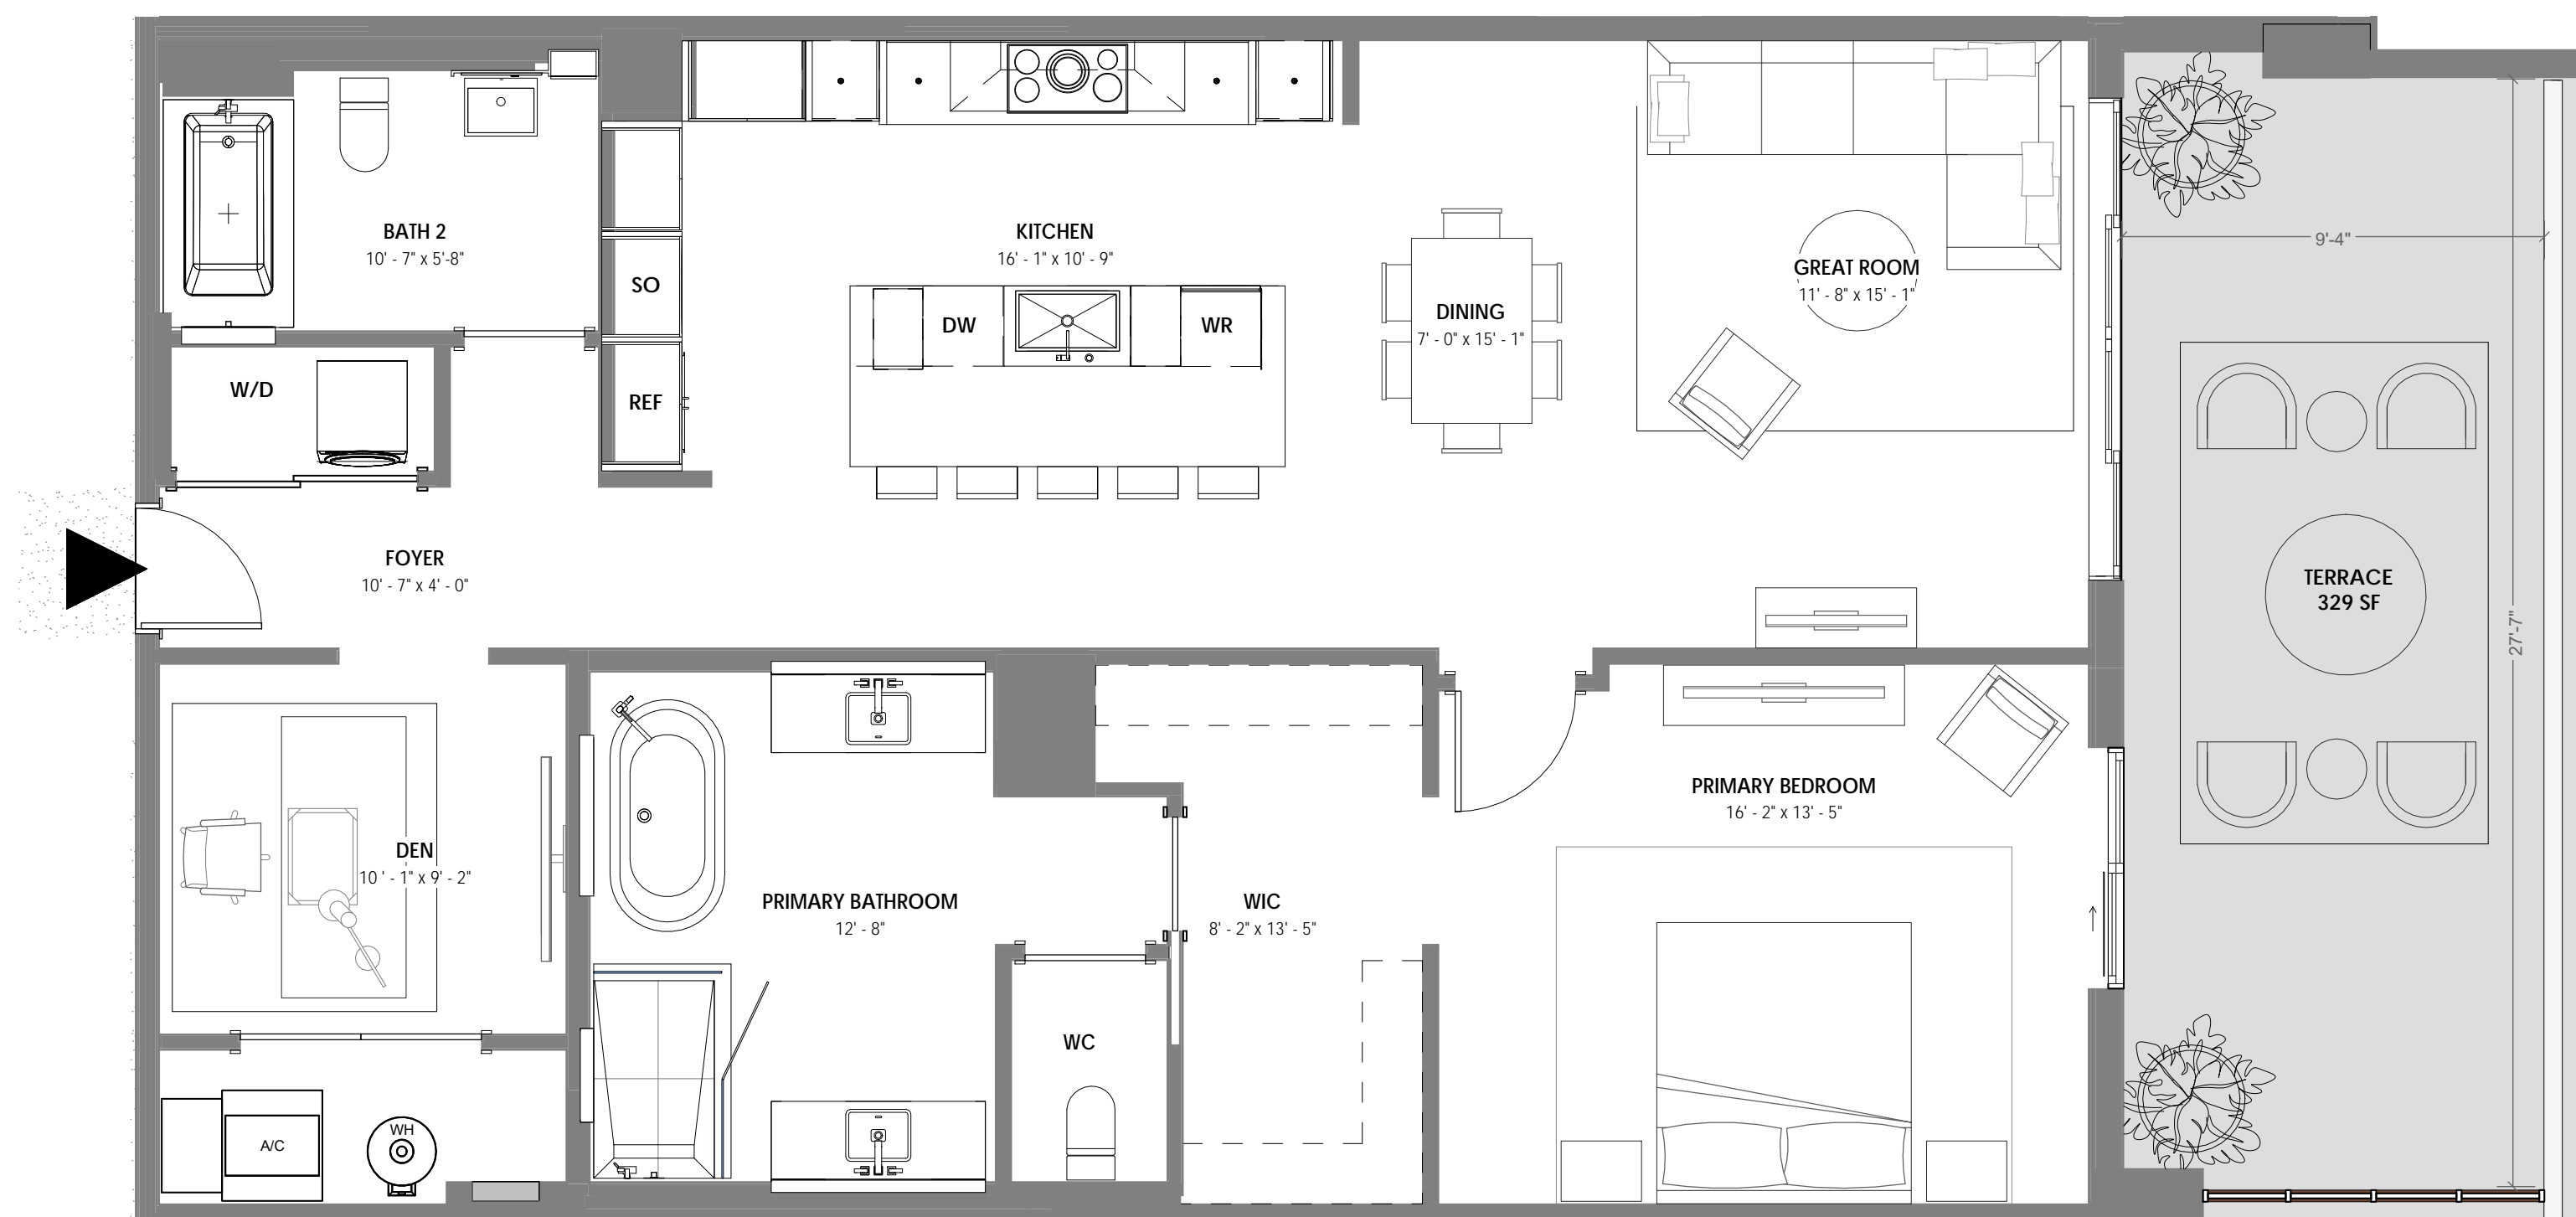 BATH 2
10' - 7" x 5'-8"
KITCHEN
16' - 1" x 10' - 9"
GREAT ROOM
11' - 8" x 15' - 1"
9'-4"
SO
DW
WR
DINING
7' - 0" x 15' - 1"
W/D
REF
FOYER
10' - 7" x 4' - 0"
TERRACE
329 SF
27'-7"
PRIMARY BEDROOM
16' - 2" x 13' - 5"
DEN
10 ' - 1" x 9' - 2"
PRIMARY BATHROOM
12' - 8"
WIC
8' - 2" x 13' - 5"
WC
A/C
WH